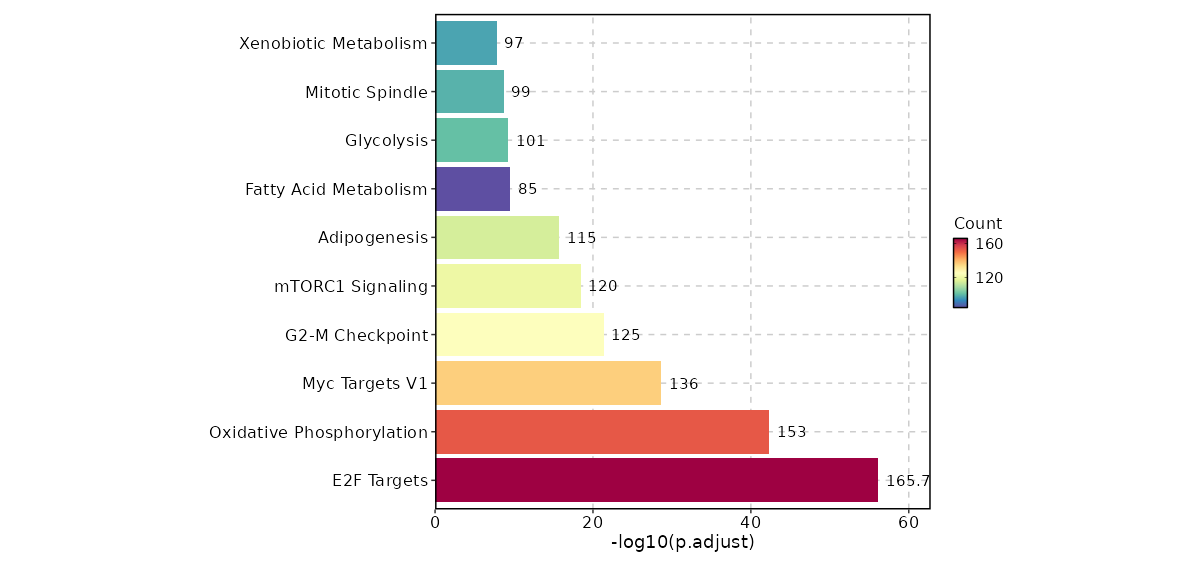 Xenobiotic Metabolism 97
Mitotic Spindle 99
Glycolysis 101
Fatty Acid Metabolism 85
Adipogenesis 115
mTORC1 Signaling 120
G2-M Checkpoint 125
Myc Targets V1 136
Oxidative Phosphorylation 153
E2F Targets 165.7
0 20 40 60
-log10(p.adjust)
Count
160
120